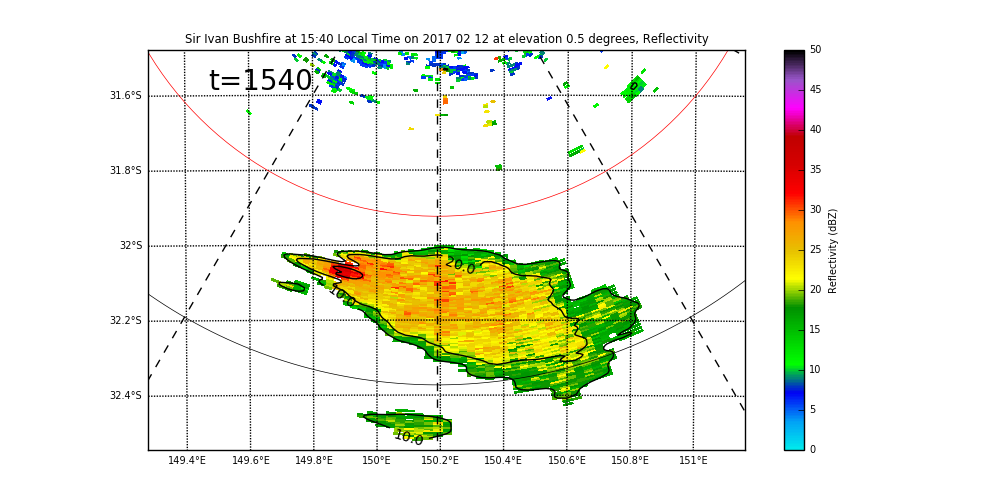 Sir Ivan Bushfire at 15:40 Local Time on 2017 02 12 at elevation 0.5 degrees, Reflectivity
t=1540
31.6°S
31.8°S
32°S
32.2°S
32.4°S
149.4°E 149.6°E 149.8°E 150°E 150.2°E 150.4°E 150.6°E 150.8°E 151°E
20.0
10.0
10.0
50
45
40
35
30
25
20
15
10
5
0
Reflectivity (dBZ)